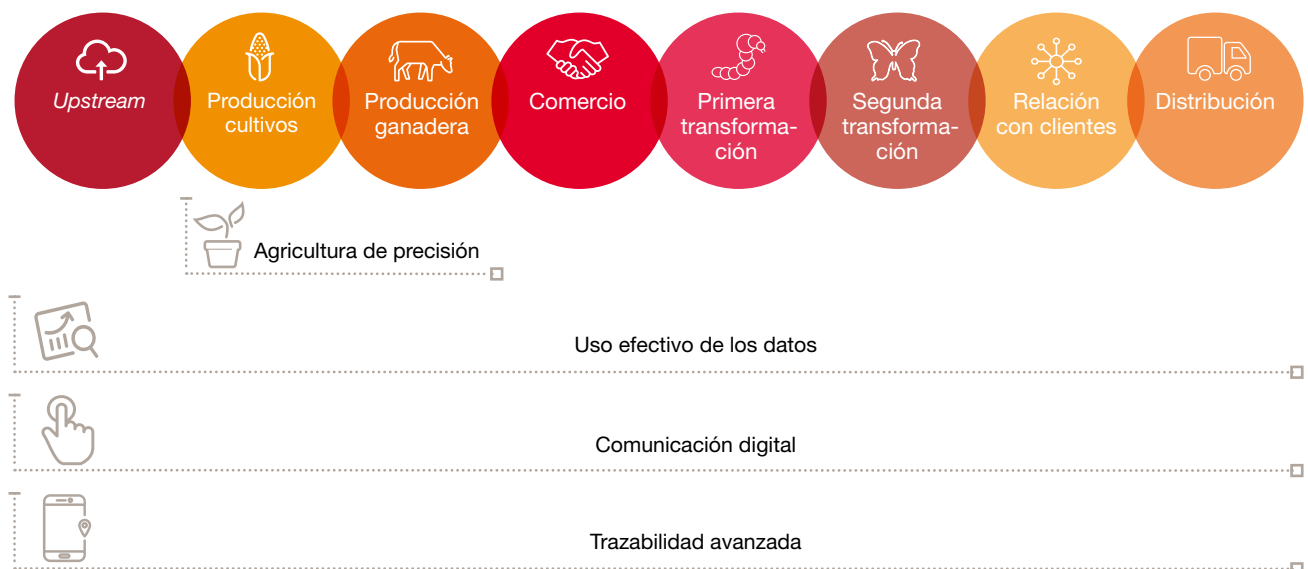 Upstream
Producción
cultivos
Producción
ganadera
Comercio
Primera
transforma-
ción
Segunda
transforma-
ción
Relación
con clientes
Distribución
Agricultura de precisión
Uso efectivo de los datos
Comunicación digital
Trazabilidad avanzada